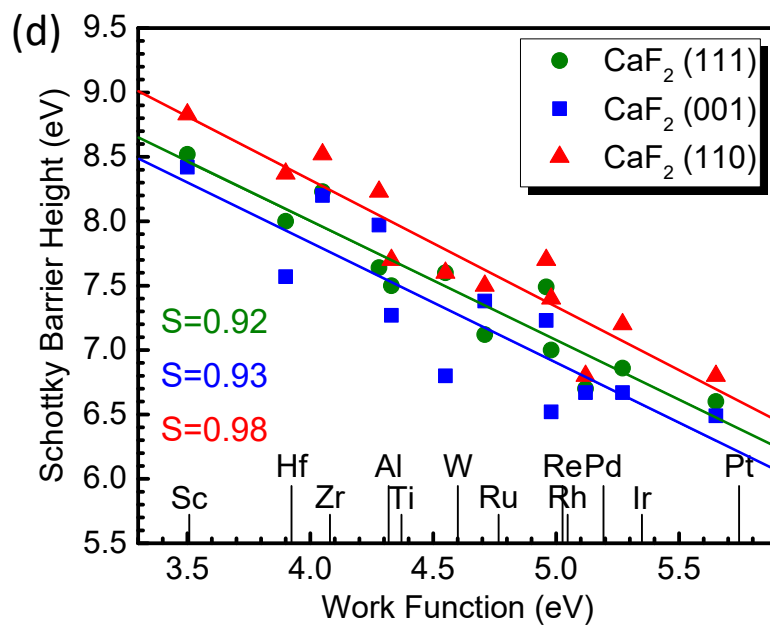 (d)
9.5
9.0
8.5
8.0
7.5
7.0
6.5
6.0
5.5
Schottky Barrier Height (eV)
CaF2 (111)
CaF2 (001)
CaF2 (110)
S=0.92
S=0.93
S=0.98
Hf
Al
W
Re
Pd
Pt
Sc
Zr
Ti
Ru
Rh
Ir
3.5
4.0
4.5
5.0
5.5
Work Function (eV)